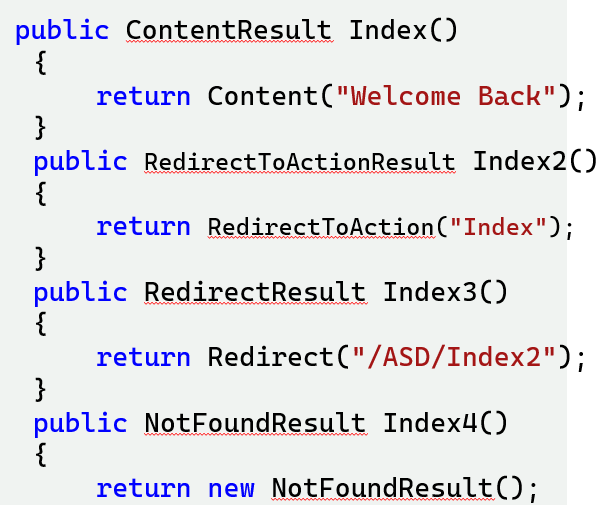 public ContentResult Index()
{
return Content("Welcome Back");
}
public RedirectToActionResult Index2()
{
return RedirectToAction("Index");
}
public RedirectResult Index3()
{
return Redirect("/ASD/Index2");
}
public NotFoundResult Index4()
{
return new NotFoundResult();